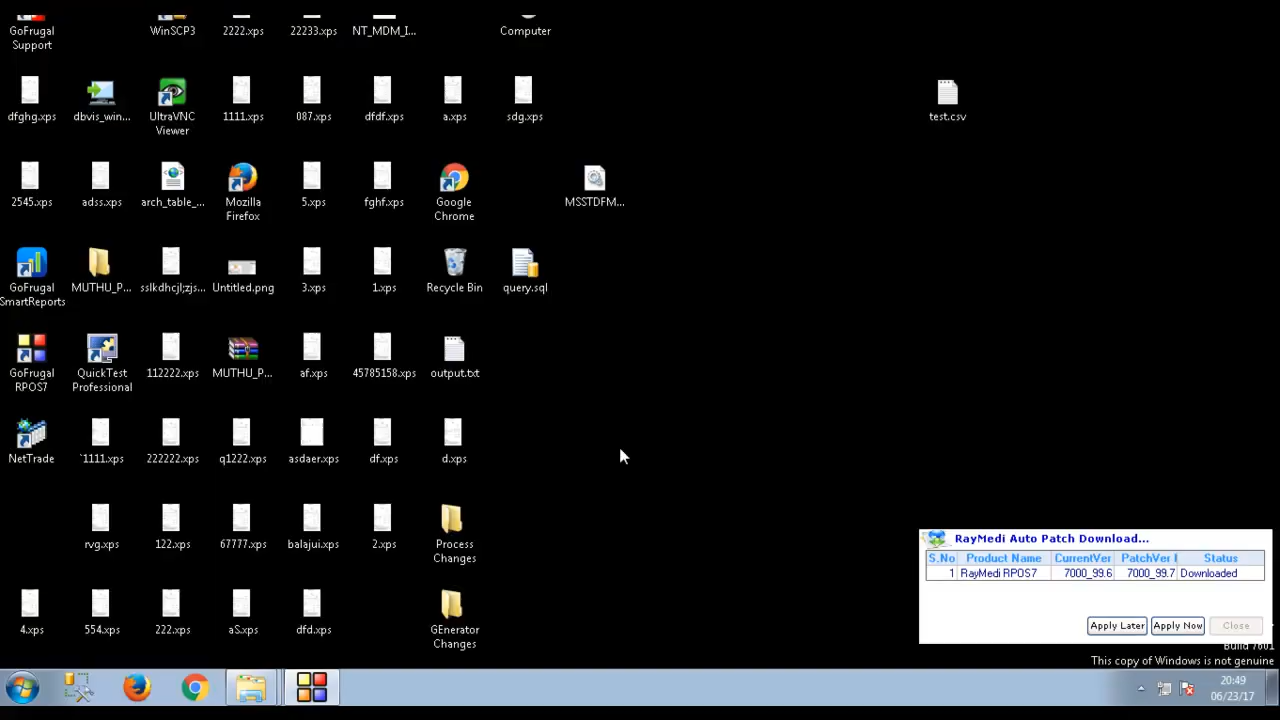 GoFrugal
Support
WinSCP3
2222.xps
22233.xps
NT_MDM_I...
Computer
dfghg.xps
dbvis_win...
UltraVNC
Viewer
1111.xps
087.xps
dfdf.xps
a.xps
sdg.xps
test.csv
2545.xps
adss.xps
arch_table_...
Mozilla
Firefox
5.xps
fghf.xps
Google
Chrome
MSSTDFM...
GoFrugal
SmartReports
MUTHU_P...
sslkdhcjl;zjs...
Untitled.png
3.xps
1.xps
Recycle Bin
query.sql
GoFrugal
RPOS7
QuickTest
Professional
112222.xps
MUTHU_P...
af.xps
45785158.xps
output.txt
NetTrade
`1111.xps
222222.xps
q1222.xps
asdaer.xps
df.xps
d.xps
rvg.xps
122.xps
67777.xps
balajui.xps
2.xps
Process
Changes
4.xps
554.xps
222.xps
aS.xps
dfd.xps
GEnerator
Changes
RayMedi Auto Patch Download...
S.No Product Name CurrentVer PatchVer Status
1 RayMedi RPOS7 7000_99.6 7000_99.7 Downloaded
Apply Later Apply Now Close
Build 7601
This copy of Windows is not genuine
20:49
06/23/17